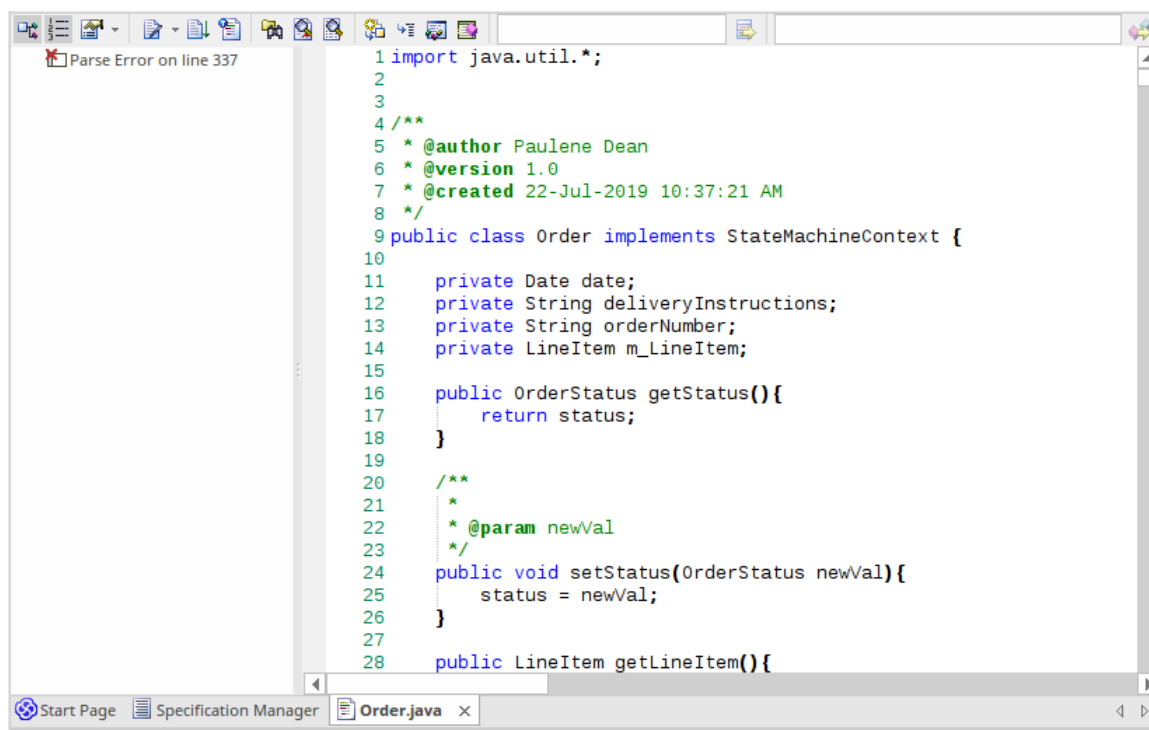 Parse Error on line 337
1 import java.util.*;
2
3
4 /**
5  * @author Paulene Dean
6  * @version 1.0
7  * @created 22-Jul-2019 10:37:21 AM
8  */
9 public class Order implements StateMachineContext {
10
11     private Date date;
12     private String deliveryInstructions;
13     private String orderNumber;
14     private LineItem m_LineItem;
15
16     public OrderStatus getStatus(){
17         return status;
18     }
19
20     /**
21      *
22      * @param newVal
23      */
24     public void setStatus(OrderStatus newVal){
25         status = newVal;
26     }
27
28     public LineItem getLineItem(){
Start Page Specification Manager Order.java ×